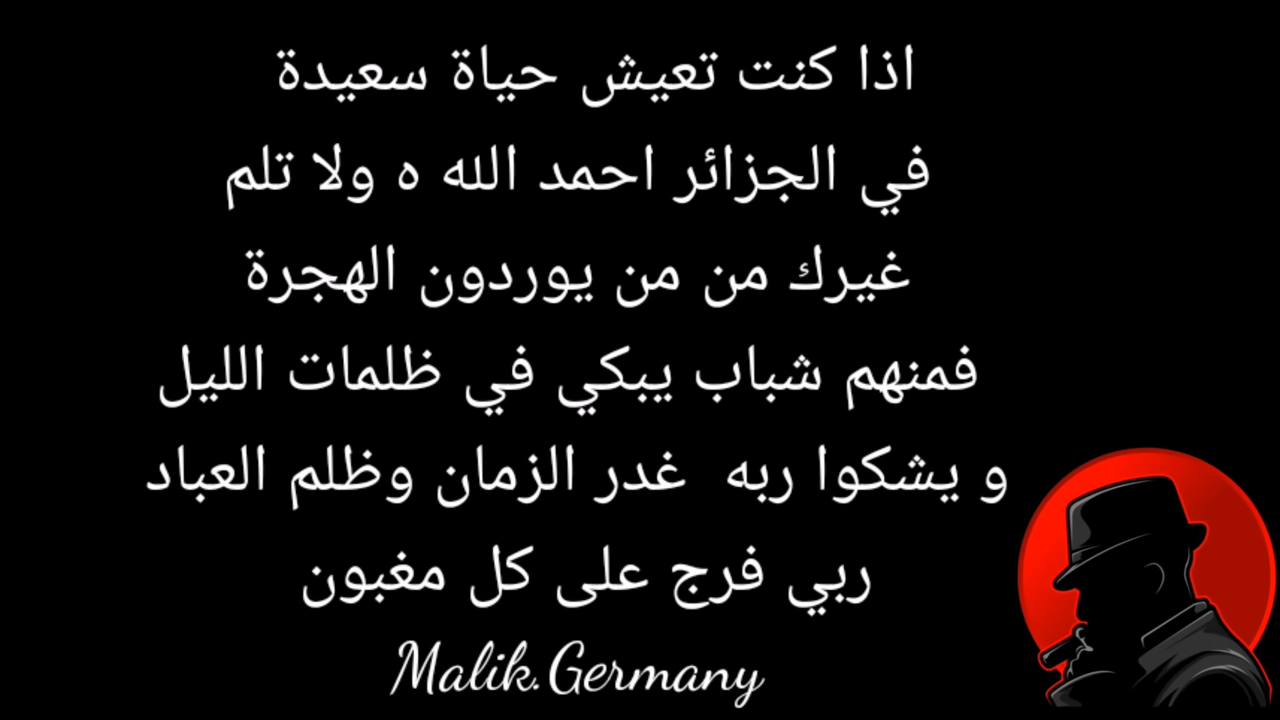 اذا كنت تعيش حياة سعيدة
في الجزائر احمد الله ه ولا تلم
غيرك من من يوردون الهجرة
فمنهم شباب يبكي في ظلمات الليل
و يشكوا ربه غدر الزمان وظلم العباد
ربي فرج على كل مغبون
Malik.Germany